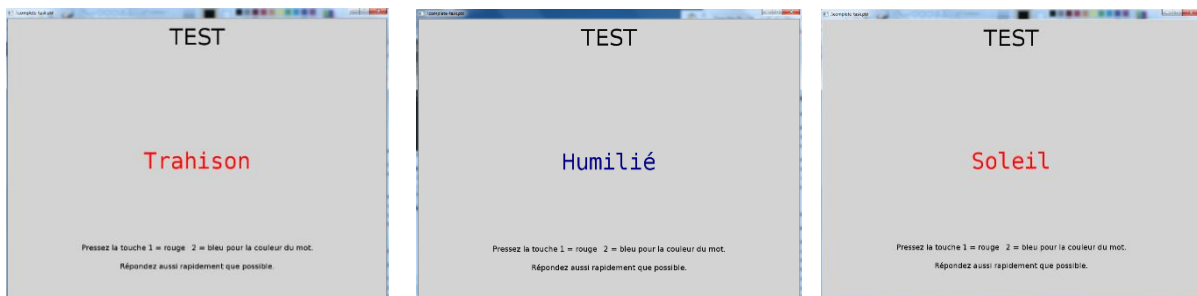 Icomplete task.pbl
TEST
Trahison
Pressez la touche 1 = rouge 2 = bleu pour la couleur du mot.
Répondez aussi rapidement que possible.
TEST
Humilié
Pressez la touche 1 = rouge 2 = bleu pour la couleur du mot.
Répondez aussi rapidement que possible.
TEST
Soleil
Pressez la touche 1 = rouge 2 = bleu pour la couleur du mot.
Répondez aussi rapidement que possible.